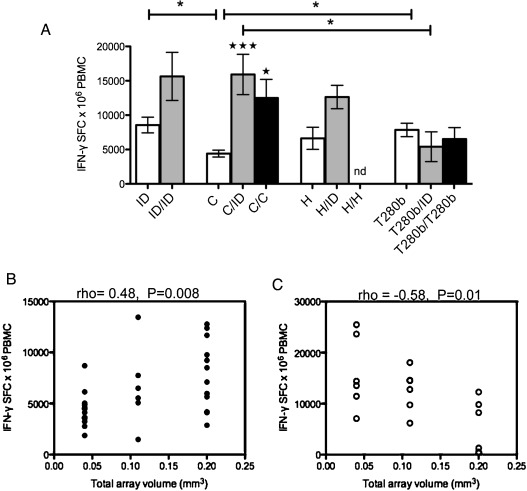 A
* * *
IFN-γ SFC x 10⁶ PBMC
20000
15000
10000
5000
0
★★★ ★
nd
ID ID/ID C C/ID C/C H H/ID H/H T280b T280b/ID T280b/T280b
B
rho= 0.48, P=0.008
IFN-γ SFC x 10⁶ PBMC
15000
10000
5000
0
0.00 0.05 0.10 0.15 0.20 0.25
Total array volume (mm³)
C
rho = -0.58, P=0.01
IFN-γ SFC x 10⁶ PBMC
30000
20000
10000
0
0.00 0.05 0.10 0.15 0.20 0.25
Total array volume (mm³)